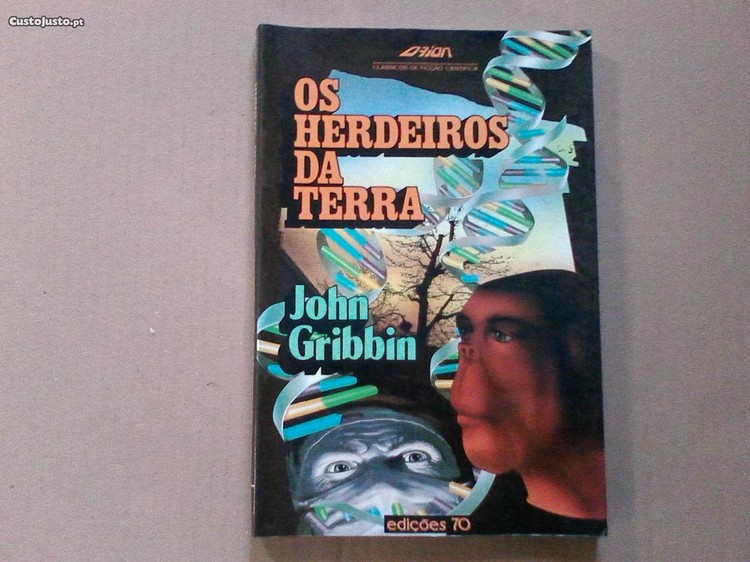 CustoJusto.pt
Orion
CLÁSSICOS DE FICÇÃO CIENTÍFICA
OS
HERDEIROS
DA
TERRA
John
Gribbin
edições 70